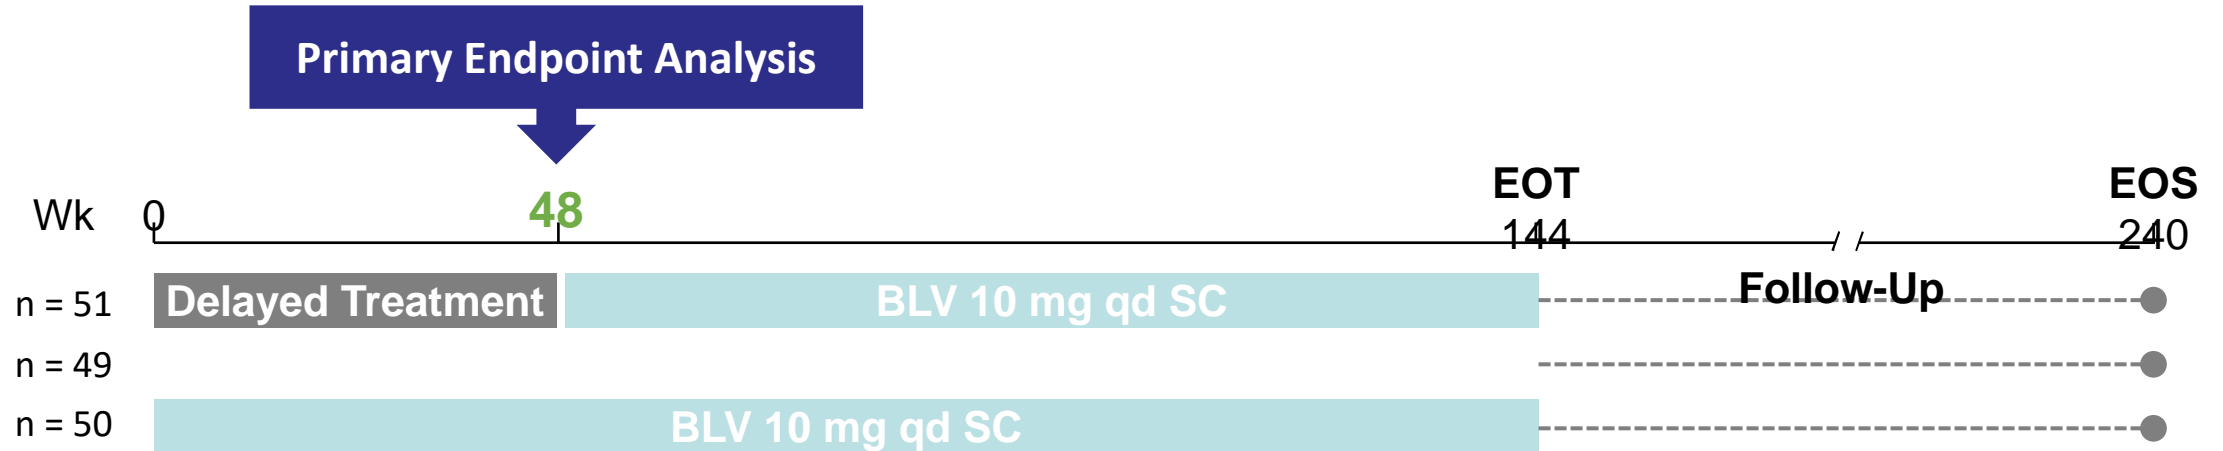 Primary Endpoint Analysis
EOT
EOS
Wk 0 48 144 240
Follow-Up
n = 51 Delayed Treatment BLV 10 mg qd SC
n = 49
n = 50 BLV 10 mg qd SC